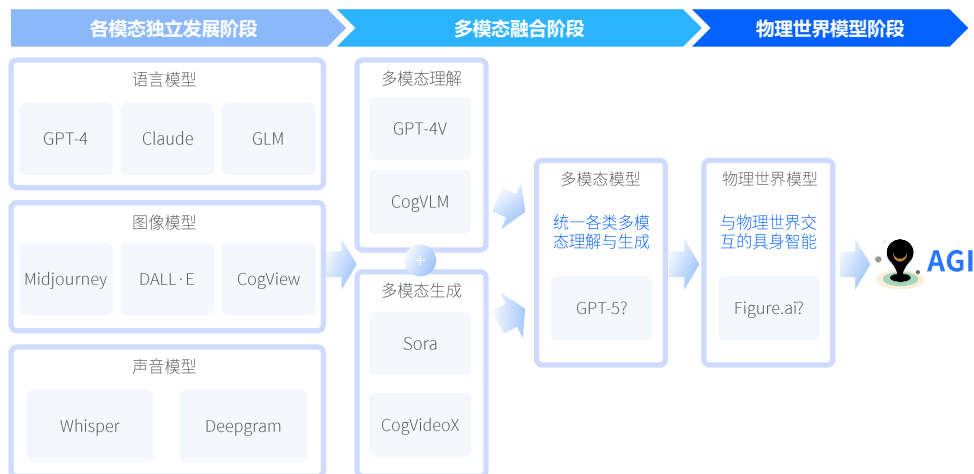 各模态独立发展阶段
多模态融合阶段
物理世界模型阶段
语言模型
GPT-4
Claude
GLM
图像模型
Midjourney
DALL·E
CogView
声音模型
Whisper
Deepgram
多模态理解
GPT-4V
CogVLM
+
多模态生成
Sora
CogVideoX
多模态模型
统一各类多模
态理解与生成
GPT-5?
物理世界模型
与物理世界交
互的具身智能
Figure.ai?
AGI